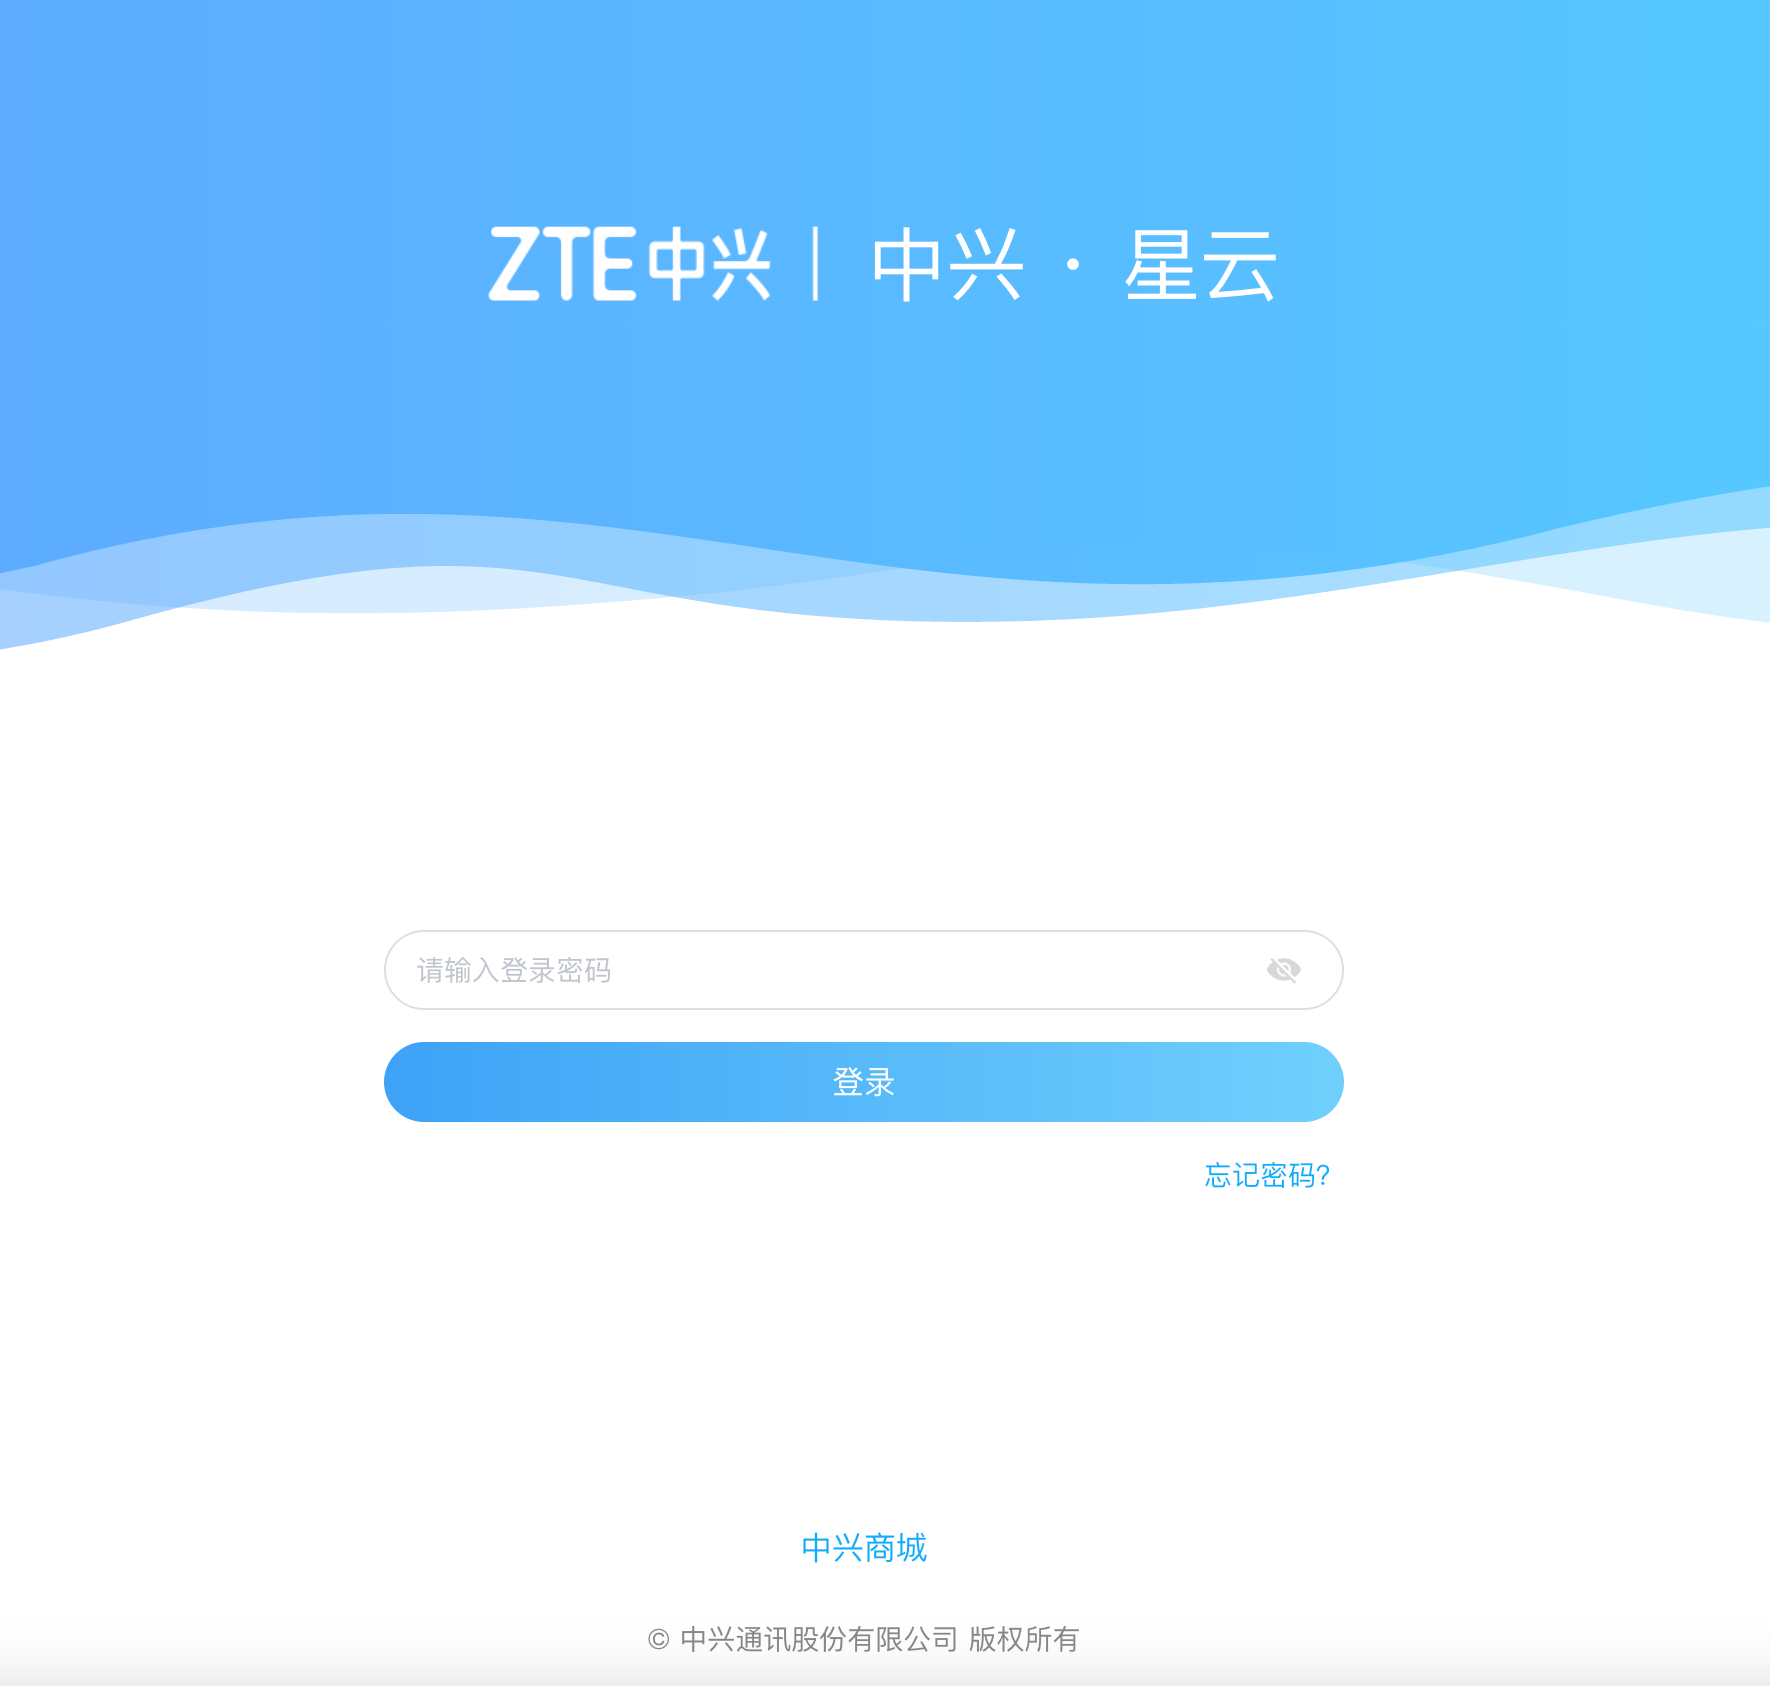 ZTE中兴 | 中兴 · 星云
请输入登录密码
登录
忘记密码?
中兴商城
© 中兴通讯股份有限公司 版权所有